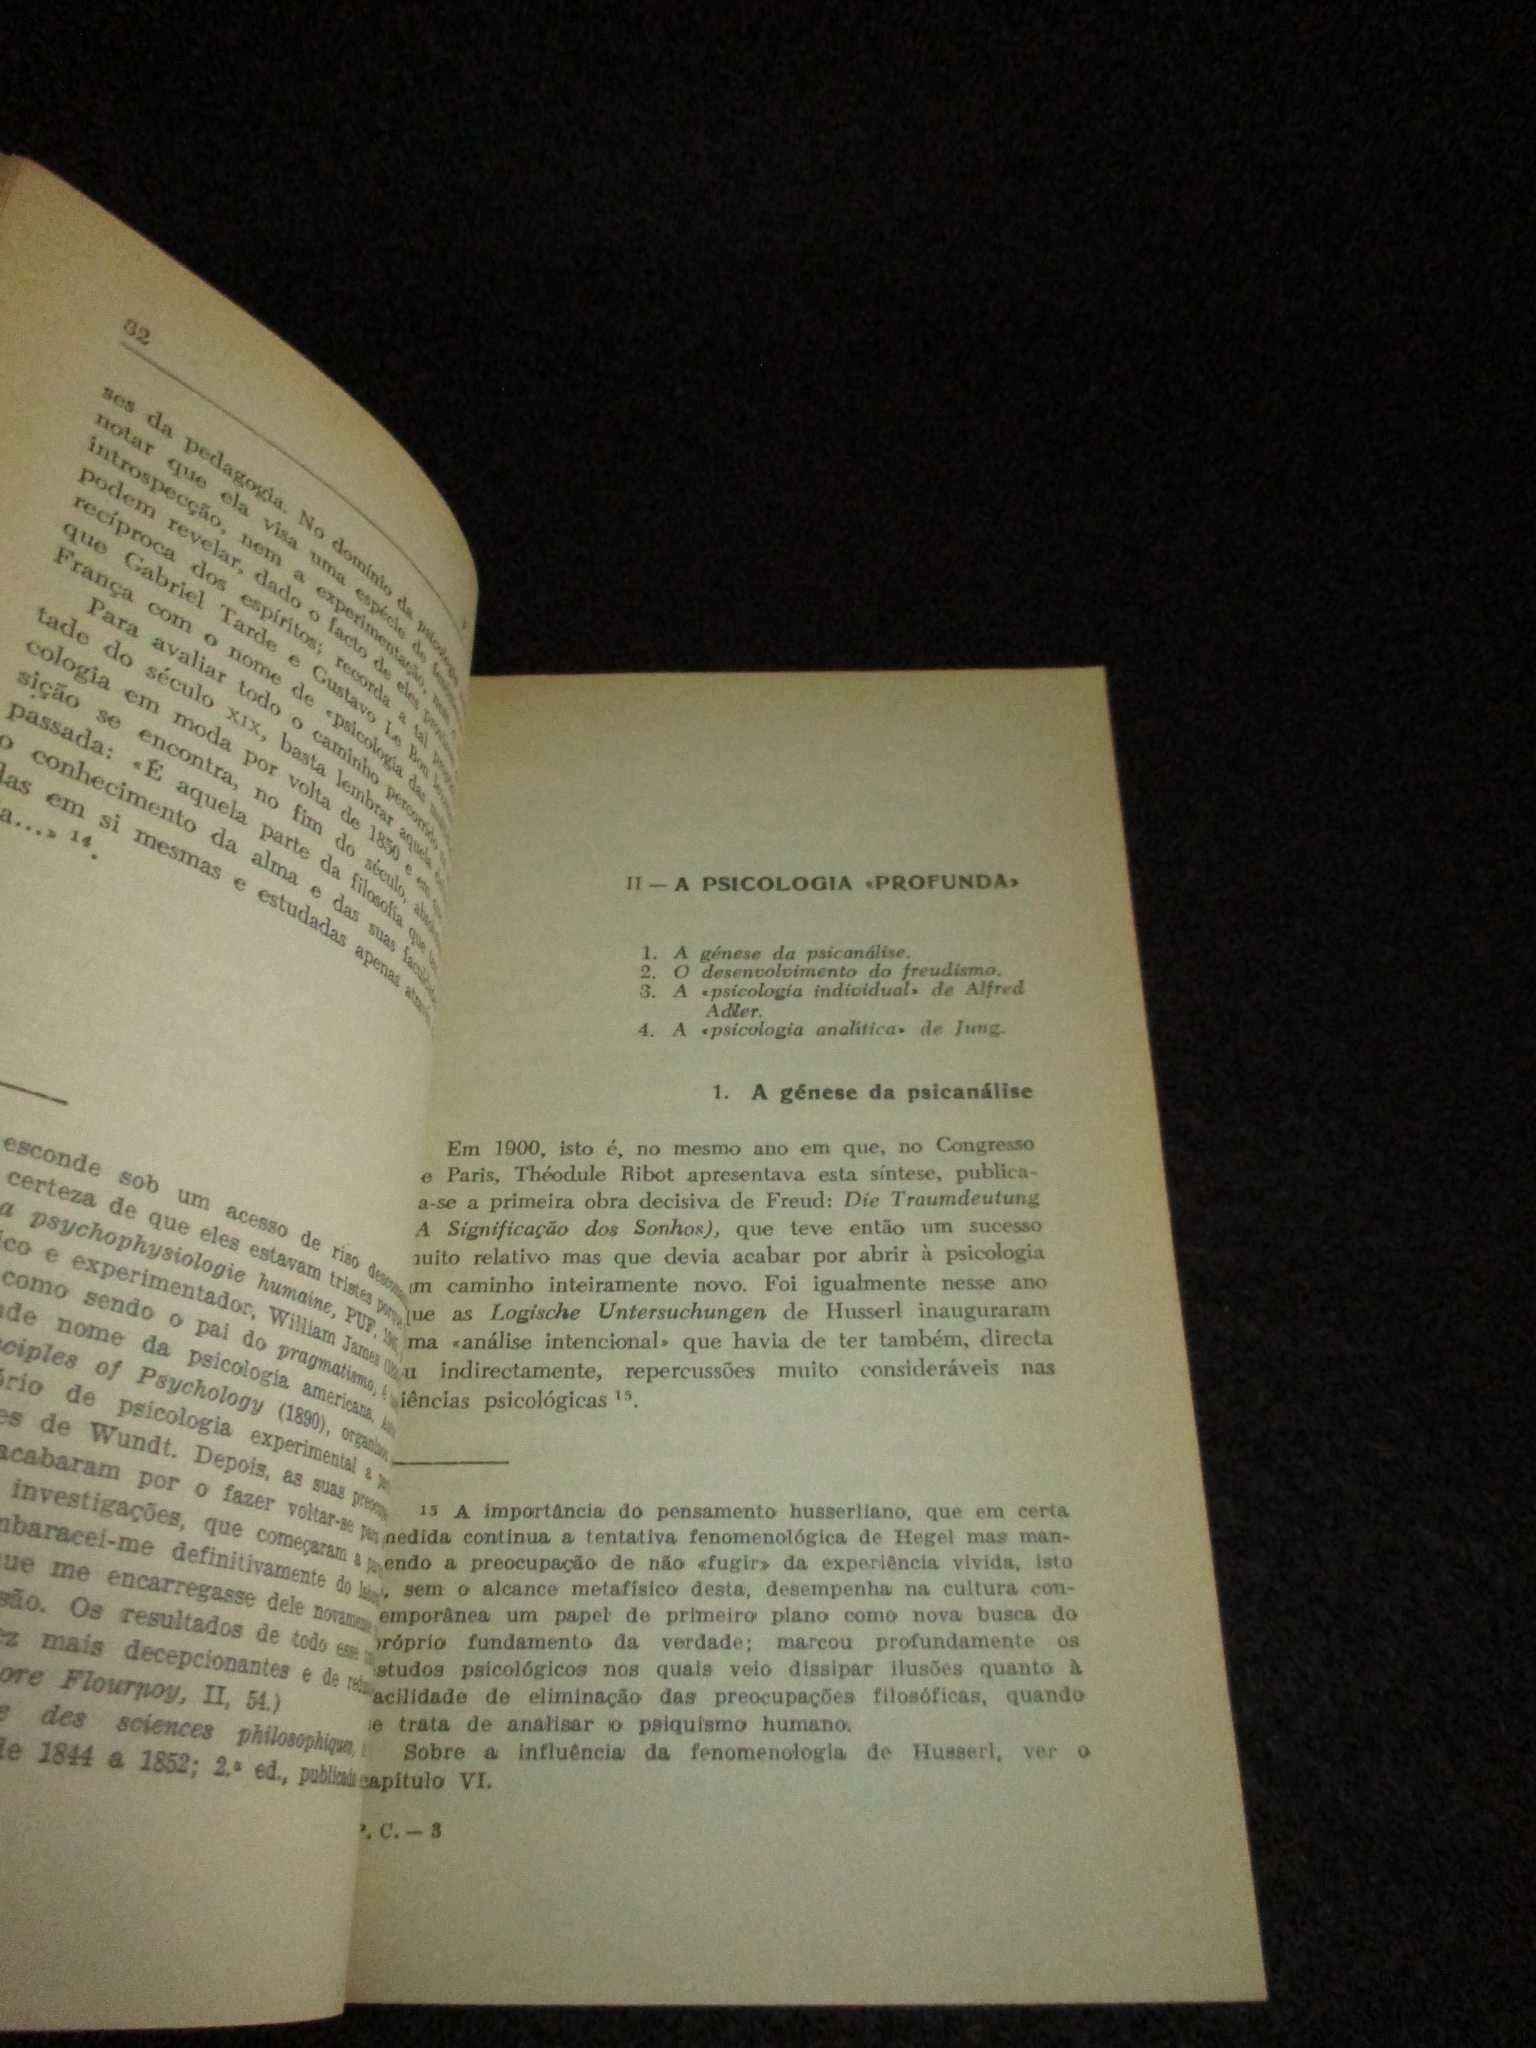 32
ses da pedagogia. No domínio da psicologia
notar que ela visa uma espécie de
introspecção, nem a experimentação, nem
podem revelar, dado o facto de eles
recíproca dos espíritos; recorda a tal
que Gabriel Tarde e Gustavo Le Bon
França com o nome de «psicologia das
Para avaliar todo o caminho percorrido
tade do século XIX, basta lembrar aquela
cologia em moda por volta de 1850 e em que
sição se encontra, no fim do século,
passada: «É aquela parte da filosofia que
o conhecimento da alma e das suas
las em si mesmas e estudadas apenas
a...» 14.
esconde sob um acesso de riso
certeza de que eles estavam tristes
a psychophysiologie humaine, PUF,
ico e experimentador, William James
como sendo o pai do pragmatismo, é
nde nome da psicologia americana.
nciples of Psychology (1890), organizou
ório de psicologia experimental a
es de Wundt. Depois, as suas
acabaram por o fazer voltar-se para
investigações, que começaram a
mbaracei-me definitivamente do
que me encarregasse dele novamente
são. Os resultados de todo esse
ez mais decepcionantes e de
ore Flournoy, II, 54.)
e des sciences philosophiques,
de 1844 a 1852; 2.ª ed., publicada
II — A PSICOLOGIA «PROFUNDA»
1. A génese da psicanálise.
2. O desenvolvimento do freudismo.
3. A «psicologia individual» de Alfred
Adler.
4. A «psicologia analítica» de Jung.
1. A génese da psicanálise
Em 1900, isto é, no mesmo ano em que, no Congresso
e Paris, Théodule Ribot apresentava esta síntese, publica-
a-se a primeira obra decisiva de Freud: Die Traumdeutung
A Significação dos Sonhos), que teve então um sucesso
muito relativo mas que devia acabar por abrir à psicologia
um caminho inteiramente novo. Foi igualmente nesse ano
que as Logische Untersuchungen de Husserl inauguraram
ma «análise intencional» que havia de ter também, directa
u indirectamente, repercussões muito consideráveis nas
iências psicológicas 15.
15 A importância do pensamento husserliano, que em certa
medida continua a tentativa fenomenológica de Hegel mas man-
endo a preocupação de não «fugir» da experiência vivida, isto
, sem o alcance metafísico desta, desempenha na cultura con-
emporânea um papel de primeiro plano como nova busca do
próprio fundamento da verdade; marcou profundamente os
studos psicológicos nos quais veio dissipar ilusões quanto à
acilidade de eliminação das preocupações filosóficas, quando
e trata de analisar o psiquismo humano.
Sobre a influência da fenomenologia de Husserl, ver o
capítulo VI.
P. C. — 3